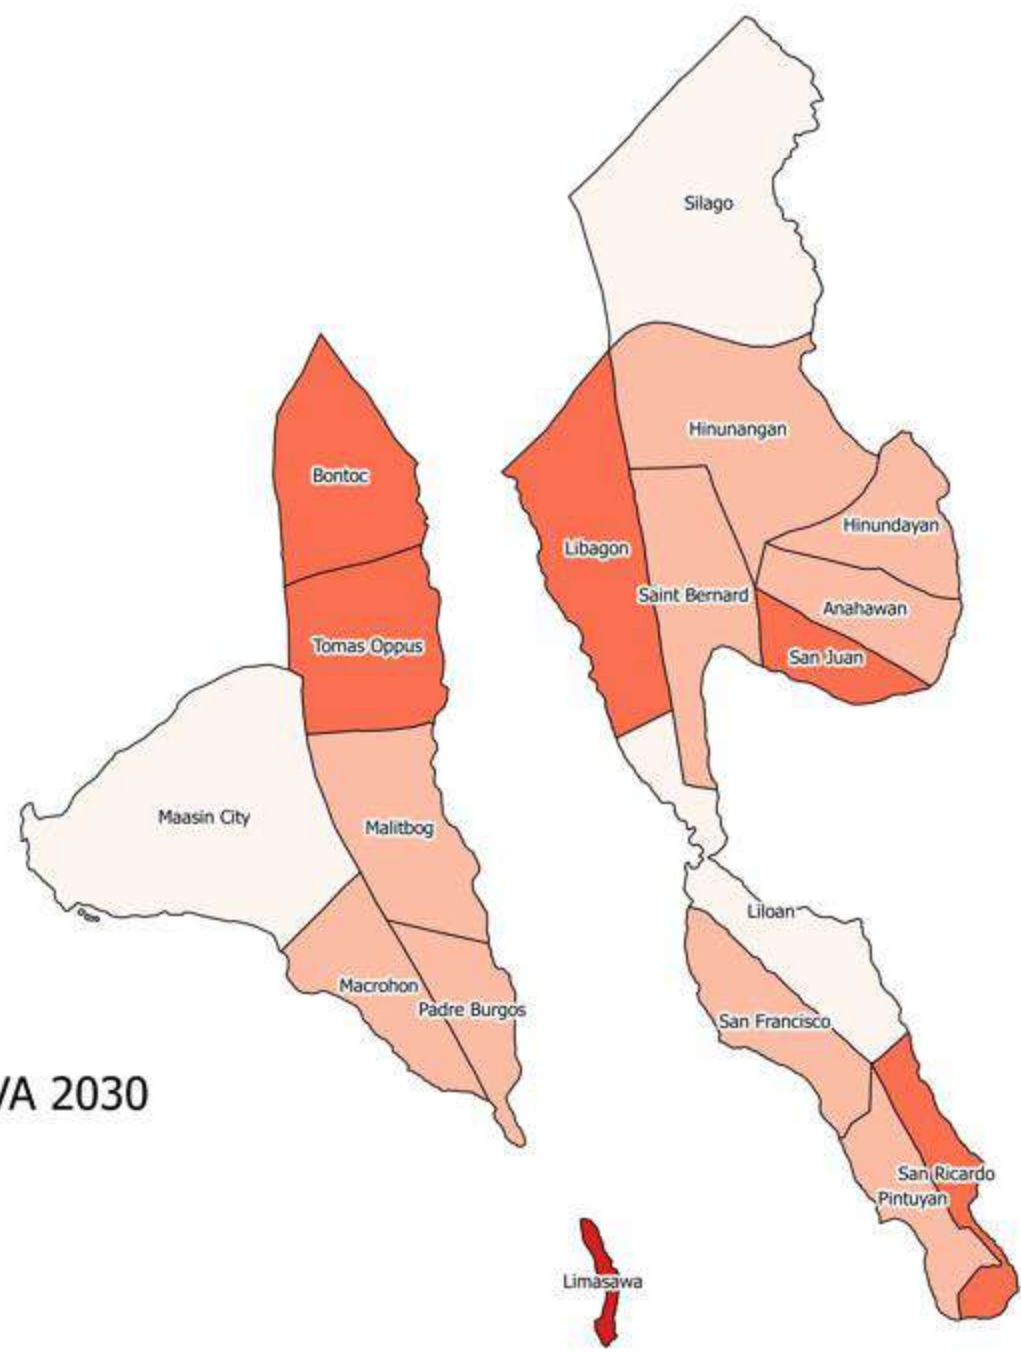 Silago
Hinunangan
Bontoc
Hinundayan
Libagon
Saint Bernard
Anahawan
Tomas Oppus
San Juan
Maasin City
Malitbog
Liloan
Macrohon
Padre Burgos
San Francisco
VA 2030
San Ricardo
Pintuyan
Limasawa